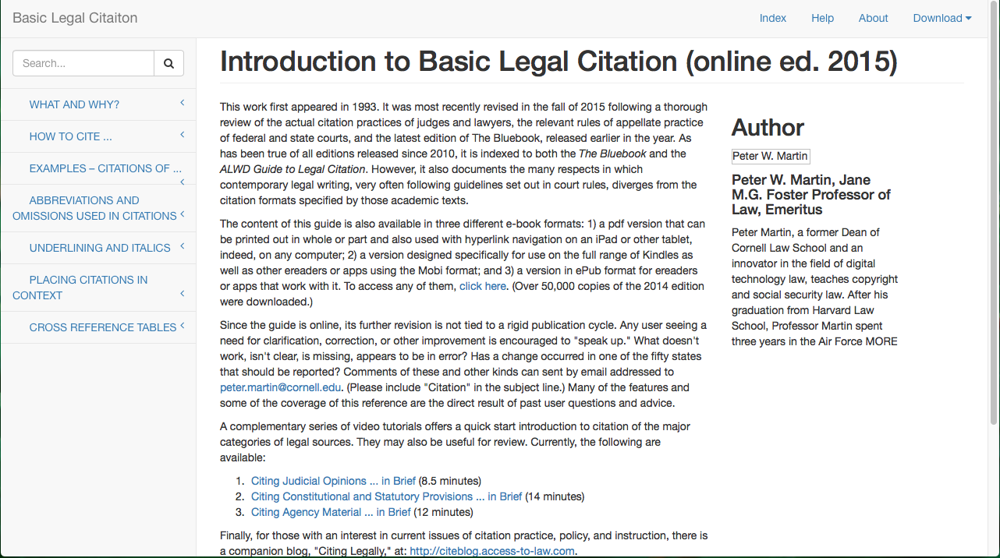 Basic Legal Citaiton
Index Help About Download
Search...
WHAT AND WHY?
HOW TO CITE ...
EXAMPLES – CITATIONS OF ...
ABBREVIATIONS AND
OMISSIONS USED IN CITATIONS
UNDERLINING AND ITALICS
PLACING CITATIONS IN
CONTEXT
CROSS REFERENCE TABLES
Introduction to Basic Legal Citation (online ed. 2015)
This work first appeared in 1993. It was most recently revised in the fall of 2015 following a thorough
review of the actual citation practices of judges and lawyers, the relevant rules of appellate practice
of federal and state courts, and the latest edition of The Bluebook, released earlier in the year. As
has been true of all editions released since 2010, it is indexed to both the The Bluebook and the
ALWD Guide to Legal Citation. However, it also documents the many respects in which
contemporary legal writing, very often following guidelines set out in court rules, diverges from the
citation formats specified by those academic texts.
The content of this guide is also available in three different e-book formats: 1) a pdf version that can
be printed out in whole or part and also used with hyperlink navigation on an iPad or other tablet,
indeed, on any computer; 2) a version designed specifically for use on the full range of Kindles as
well as other ereaders or apps using the Mobi format; and 3) a version in ePub format for ereaders
or apps that work with it. To access any of them, click here. (Over 50,000 copies of the 2014 edition
were downloaded.)
Since the guide is online, its further revision is not tied to a rigid publication cycle. Any user seeing a
need for clarification, correction, or other improvement is encouraged to "speak up." What doesn't
work, isn't clear, is missing, appears to be in error? Has a change occurred in one of the fifty states
that should be reported? Comments of these and other kinds can sent by email addressed to
peter.martin@cornell.edu. (Please include "Citation" in the subject line.) Many of the features and
some of the coverage of this reference are the direct result of past user questions and advice.
A complementary series of video tutorials offers a quick start introduction to citation of the major
categories of legal sources. They may also be useful for review. Currently, the following are
available:
1. Citing Judicial Opinions ... in Brief (8.5 minutes)
2. Citing Constitutional and Statutory Provisions ... in Brief (14 minutes)
3. Citing Agency Material ... in Brief (12 minutes)
Finally, for those with an interest in current issues of citation practice, policy, and instruction, there is
a companion blog, "Citing Legally," at: http://citeblog.access-to-law.com.
Author
Peter W. Martin
Peter W. Martin, Jane
M.G. Foster Professor of
Law, Emeritus
Peter Martin, a former Dean of
Cornell Law School and an
innovator in the field of digital
technology law, teaches copyright
and social security law. After his
graduation from Harvard Law
School, Professor Martin spent
three years in the Air Force MORE